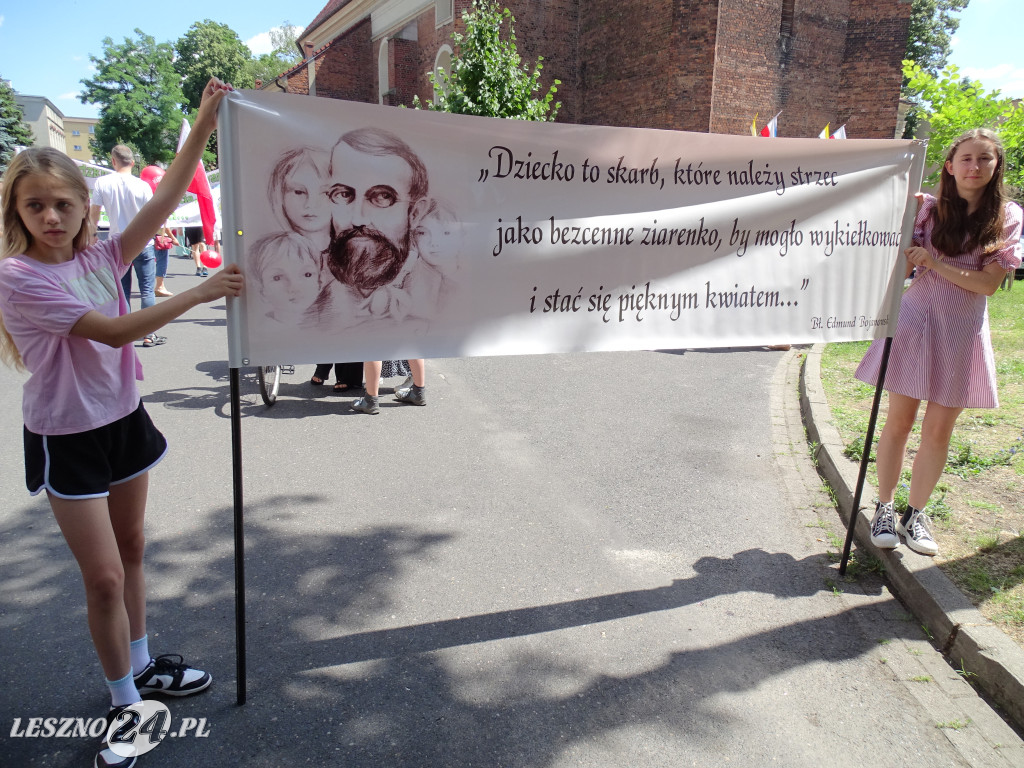 „Dziecko to skarb, które należy strzec
jako bezcenne ziarenko, by mogło wykiełkować
i stać się pięknym kwiatem..."
Bł. Edmund
LESZNO24.PL